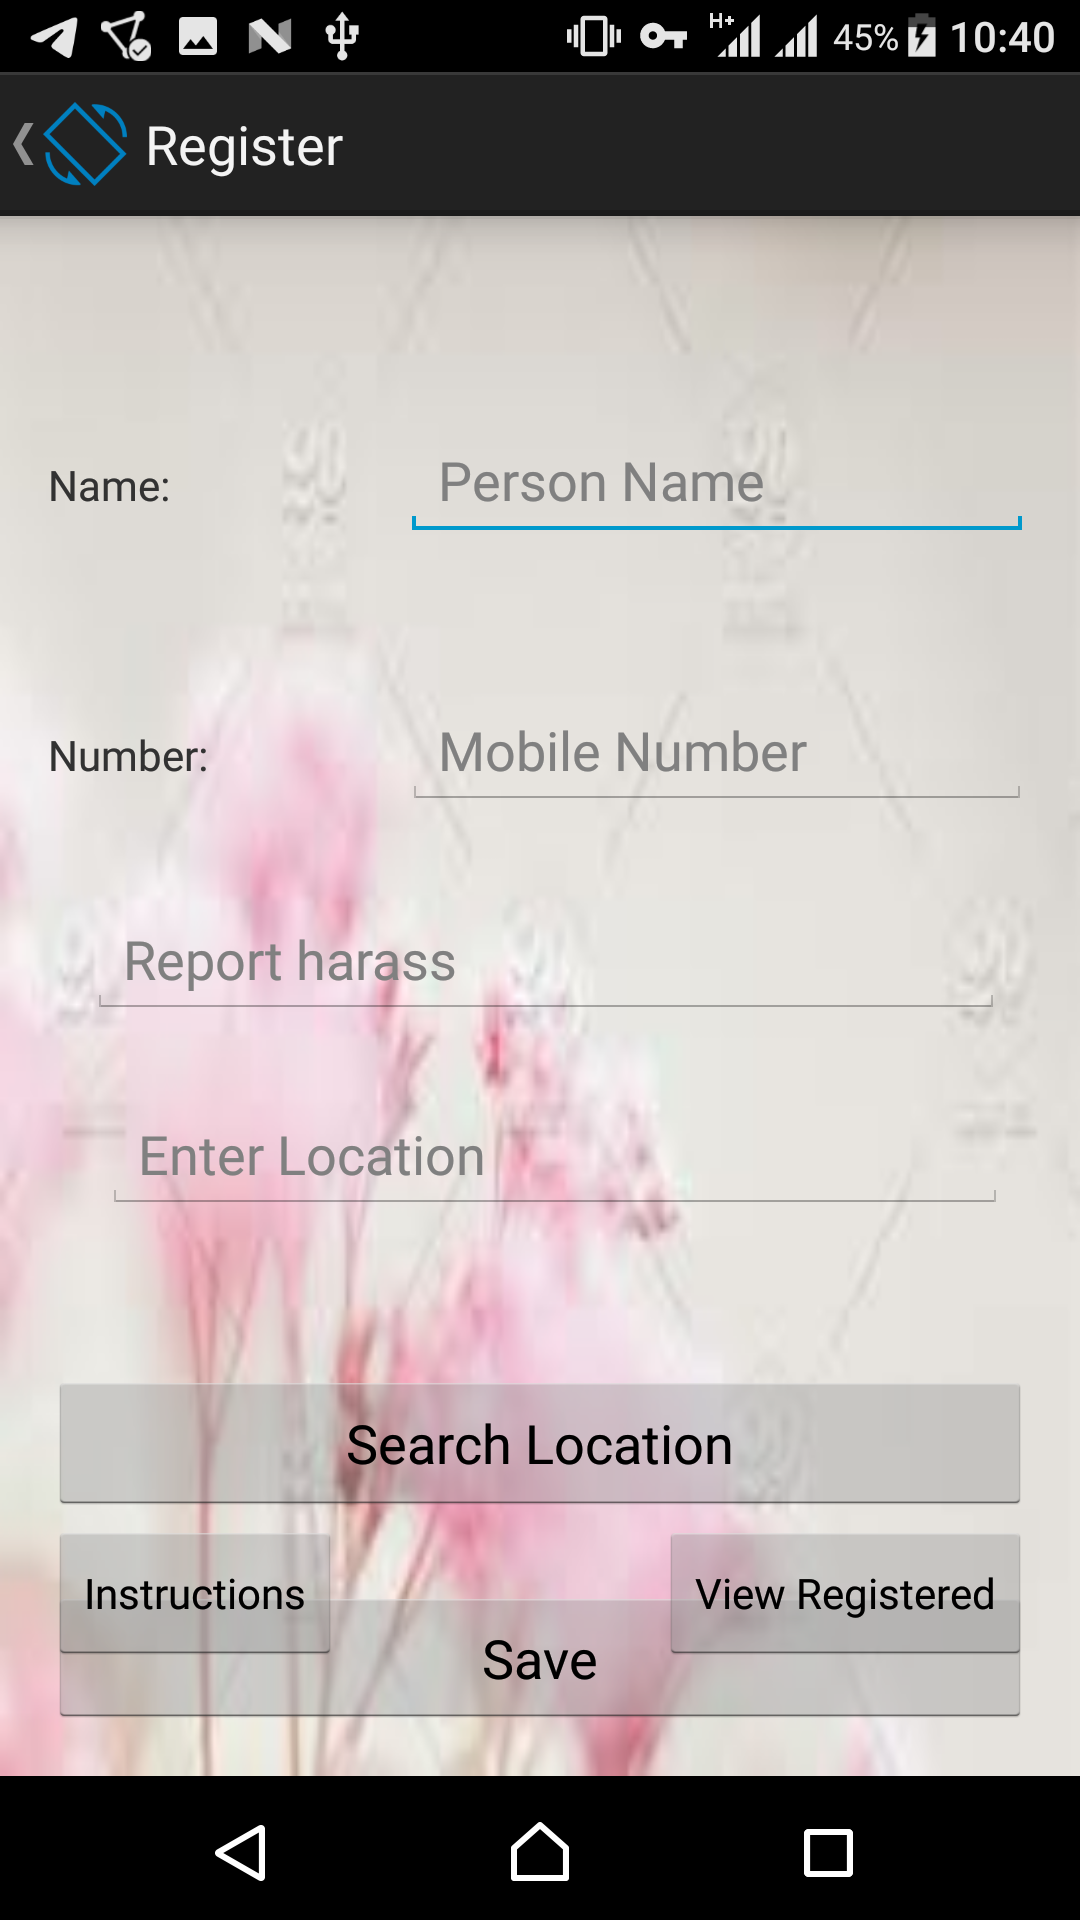 H+ 45% 10:40
Register
Name: Person Name
Number: Mobile Number
Report harass
Enter Location
Search Location
Instructions View Registered
Save